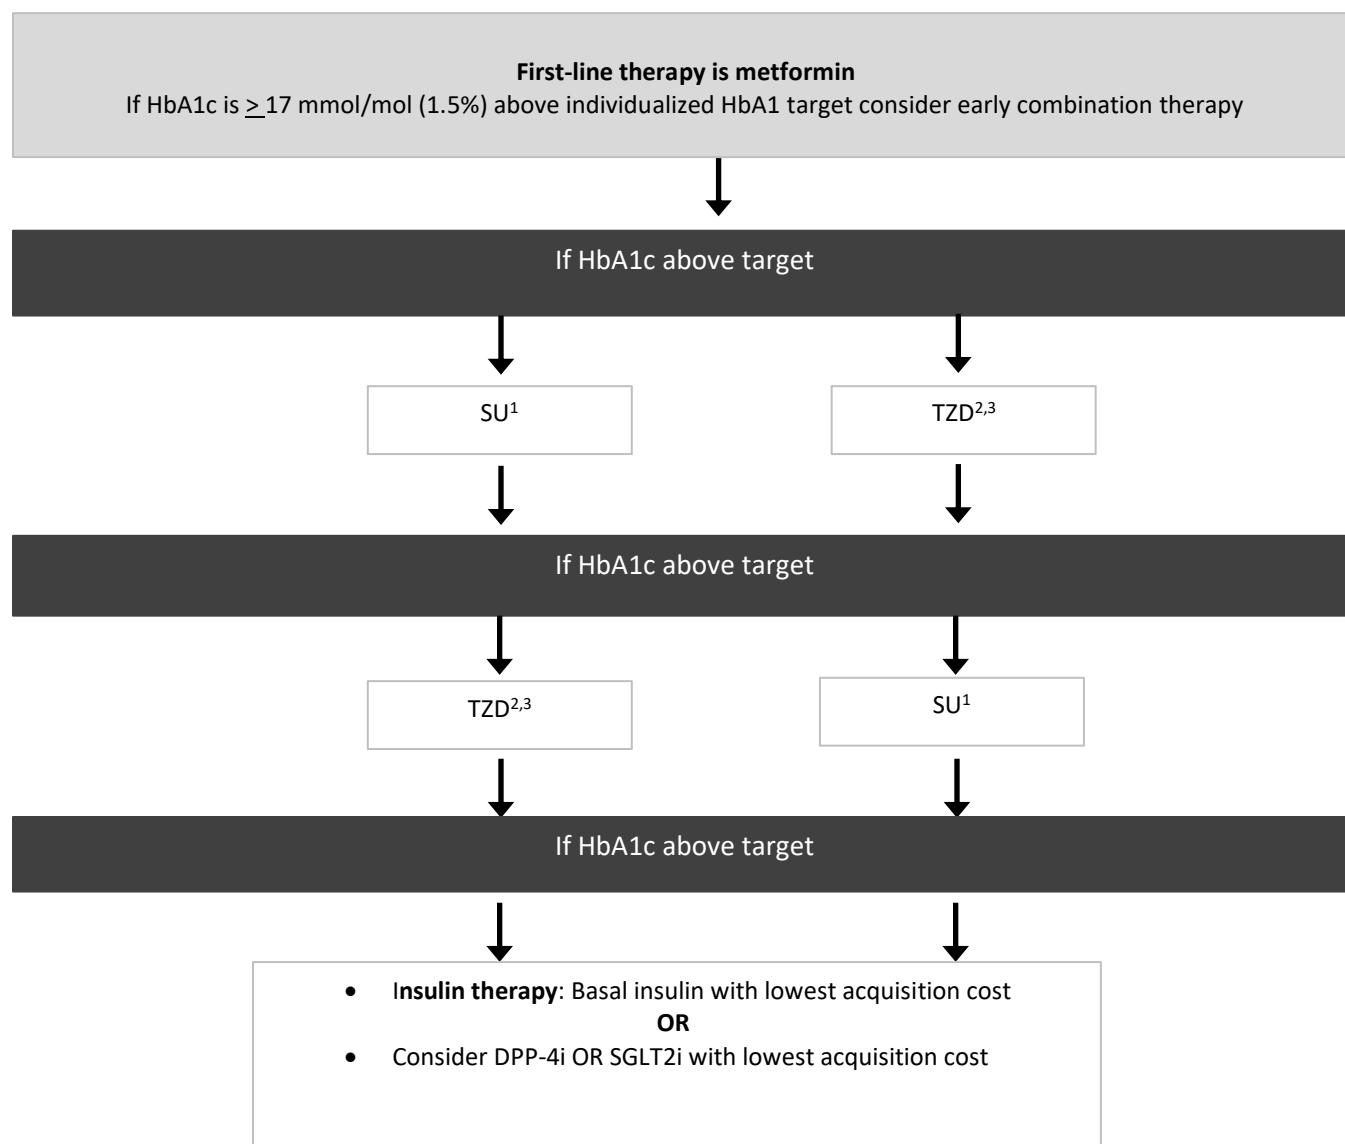 First-line therapy is metformin
If HbA1c is ≥ 17 mmol/mol (1.5%) above individualized HbA1 target consider early combination therapy
If HbA1c above target
SU¹
TZD²,³
If HbA1c above target
TZD²,³
SU¹
If HbA1c above target
• Insulin therapy: Basal insulin with lowest acquisition cost
OR
• Consider DPP-4i OR SGLT2i with lowest acquisition cost